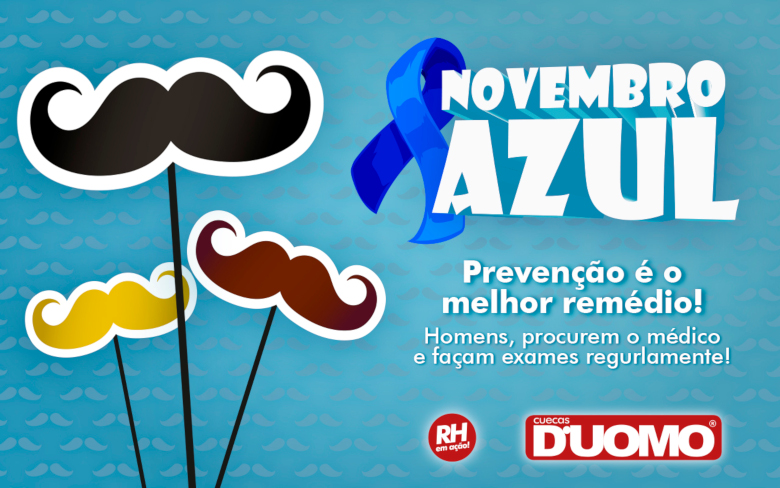 NOVEMBRO
AZUL
Prevenção é o
melhor remédio!
Homens, procurem o médico
e façam exames regurlamente!
RH
em ação!
cuecas
D'UOMO®